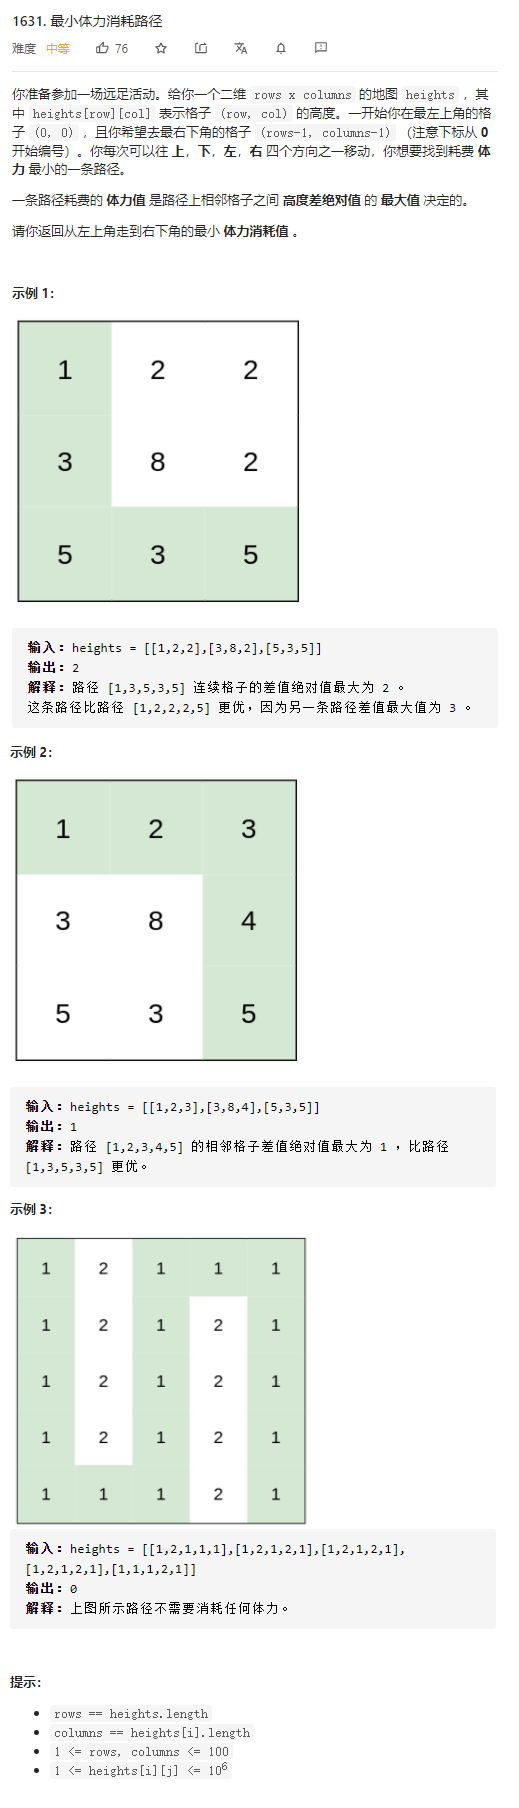 1631. 最小体力消耗路径
难度 中等 76
你准备参加一场远足活动。给你一个二维 rows x columns 的地图 heights ，其
中 heights[row][col] 表示格子 (row, col) 的高度。一开始你在最左上角的格
子 (0, 0) ，且你希望去最右下角的格子 (rows-1, columns-1) （注意下标从 0
开始编号）。你每次可以往 上，下，左，右 四个方向之一移动，你想要找到耗费 体
力 最小的一条路径。
一条路径耗费的 体力值 是路径上相邻格子之间 高度差绝对值 的 最大值 决定的。
请你返回从左上角走到右下角的最小 体力消耗值 。
示例 1：
1 2 2
3 8 2
5 3 5
输入：heights = [[1,2,2],[3,8,2],[5,3,5]]
输出：2
解释：路径 [1,3,5,3,5] 连续格子的差值绝对值最大为 2 。
这条路径比路径 [1,2,2,2,5] 更优，因为另一条路径差值最大值为 3 。
示例 2：
1 2 3
3 8 4
5 3 5
输入：heights = [[1,2,3],[3,8,4],[5,3,5]]
输出：1
解释：路径 [1,2,3,4,5] 的相邻格子差值绝对值最大为 1 ，比路径
[1,3,5,3,5] 更优。
示例 3：
1 2 1 1 1
1 2 1 2 1
1 2 1 2 1
1 2 1 2 1
1 1 1 2 1
输入：heights = [[1,2,1,1,1],[1,2,1,2,1],[1,2,1,2,1],
[1,2,1,2,1],[1,1,1,2,1]]
输出：0
解释：上图所示路径不需要消耗任何体力。
提示：
• rows == heights.length
• columns == heights[i].length
• 1 <= rows, columns <= 100
• 1 <= heights[i][j] <= 10⁶